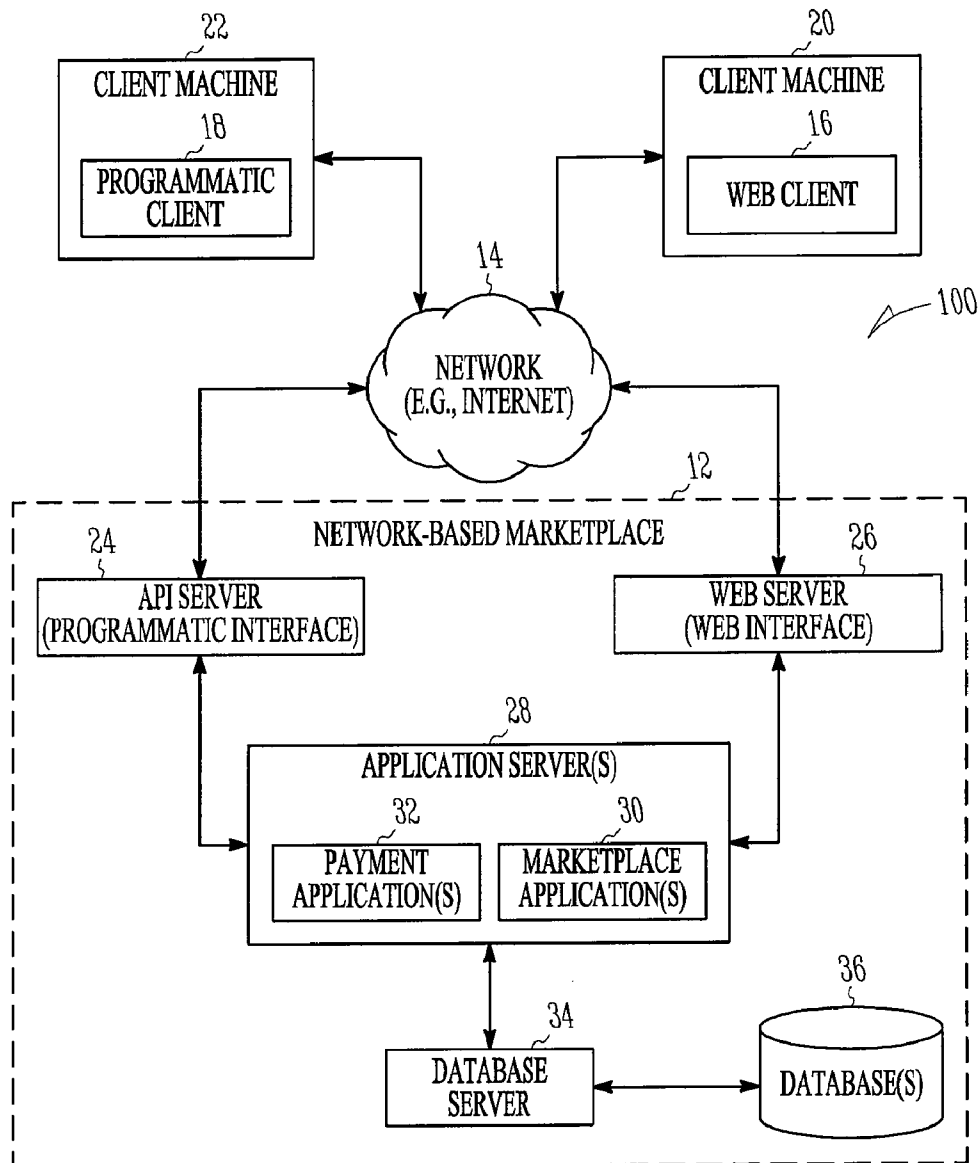 22
CLIENT MACHINE
18
PROGRAMMATIC
CLIENT
20
CLIENT MACHINE
16
WEB CLIENT
14
NETWORK
(E.G., INTERNET)
100
12
NETWORK-BASED MARKETPLACE
24
API SERVER
(PROGRAMMATIC INTERFACE)
26
WEB SERVER
(WEB INTERFACE)
28
APPLICATION SERVER(S)
32
PAYMENT
APPLICATION(S)
30
MARKETPLACE
APPLICATION(S)
34
DATABASE
SERVER
36
DATABASE(S)